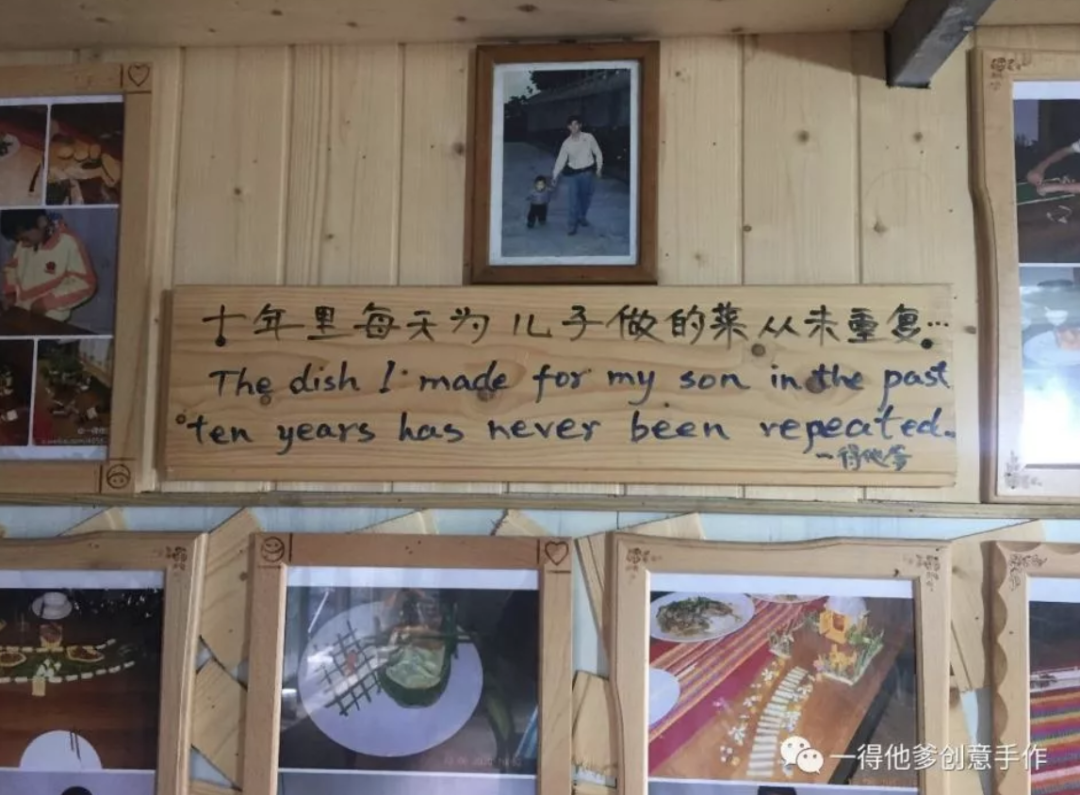 十年里每天为儿子做的菜从未重复…
The dish I made for my son in the past
ten years has never been repeated.
一得他爹
一得他爹创意手作